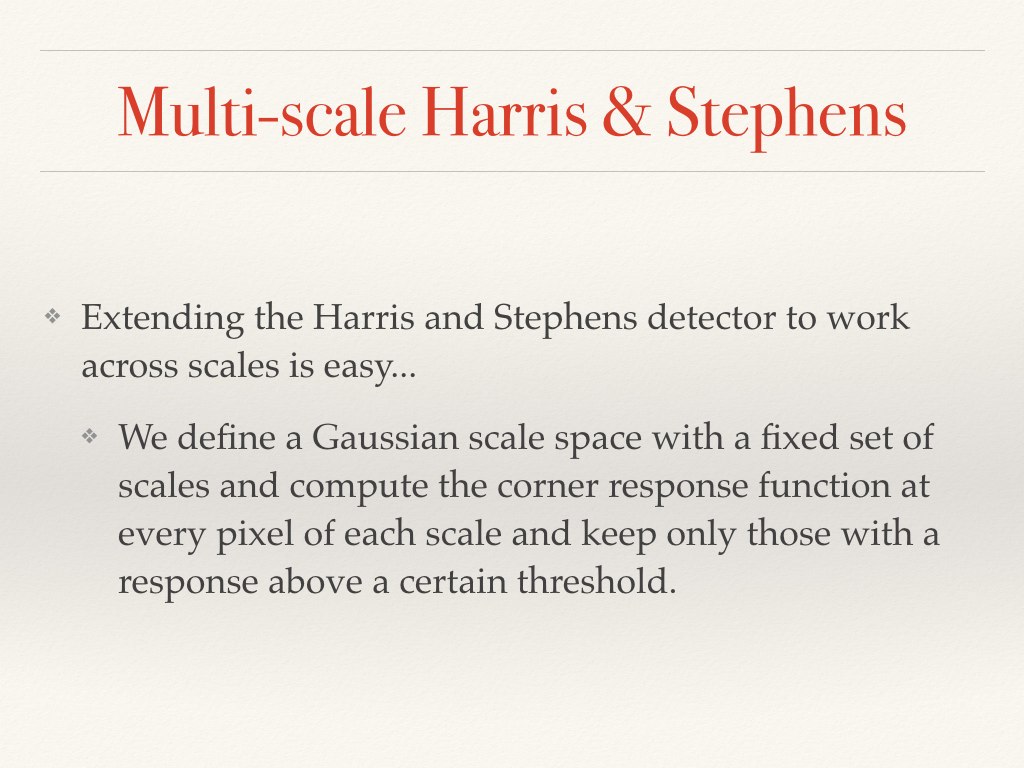 Multi-scale Harris & Stephens
Extending the Harris and Stephens detector to work
across scales is easy...
We define a Gaussian scale space with a fixed set of
scales and compute the corner response function at
every pixel of each scale and keep only those with a
response above a certain threshold.